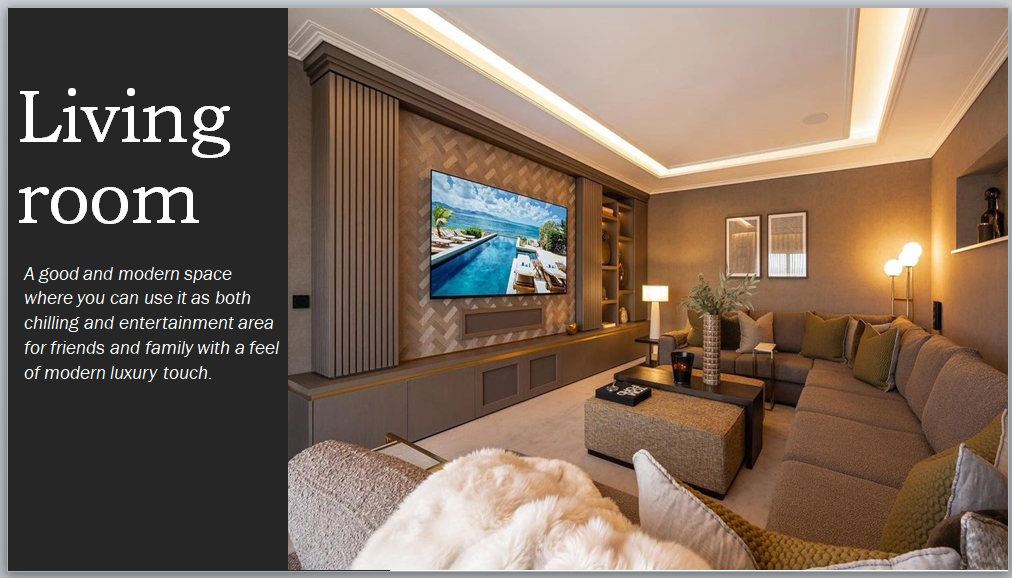 Living
room
A good and modern space
where you can use it as both
chilling and entertainment area
for friends and family with a feel
of modern luxury touch.